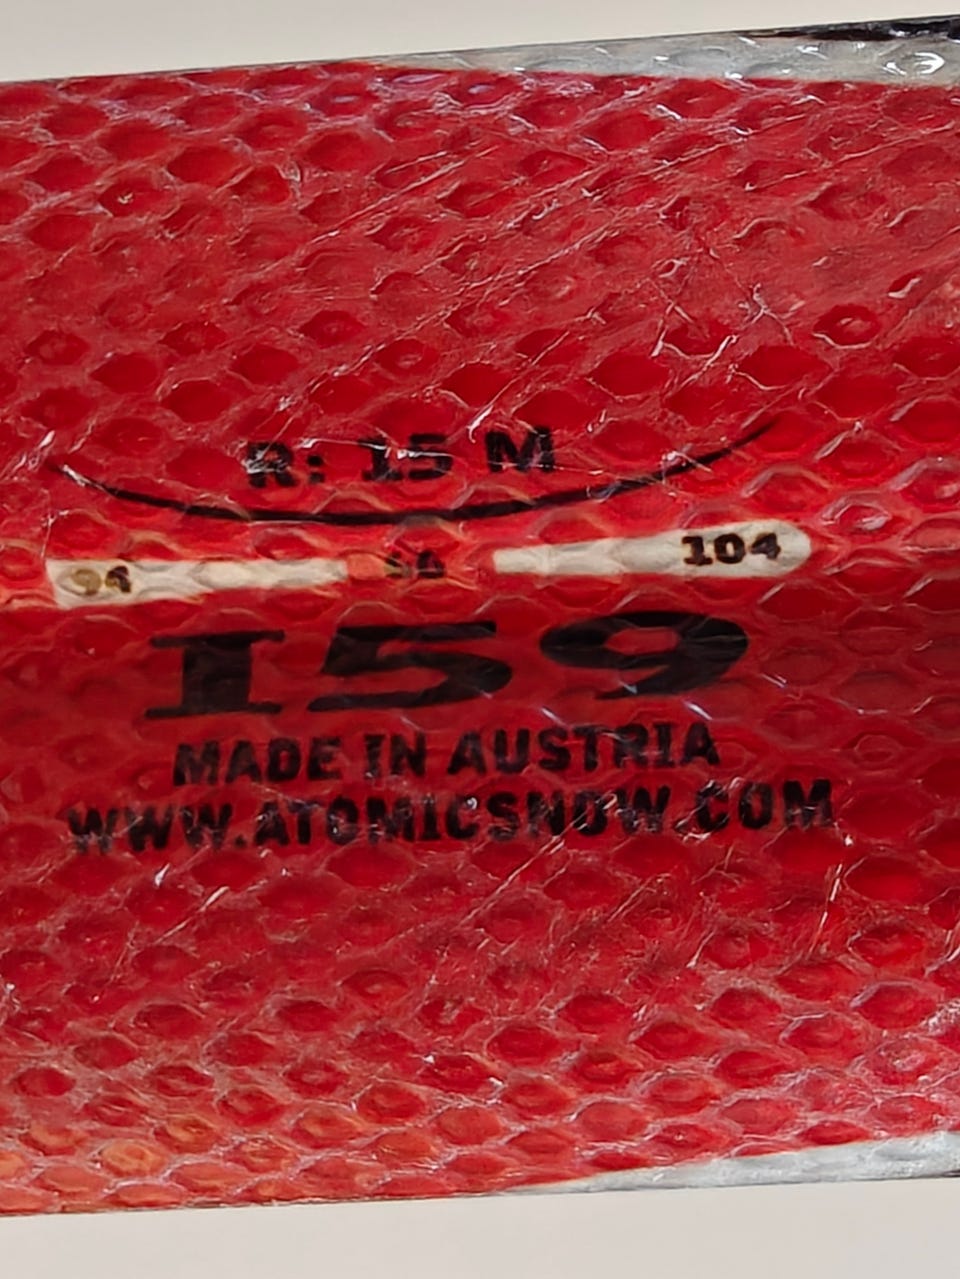 R: 15 M
94 104
159
MADE IN AUSTRIA
WWW.ATOMICSNOW.COM